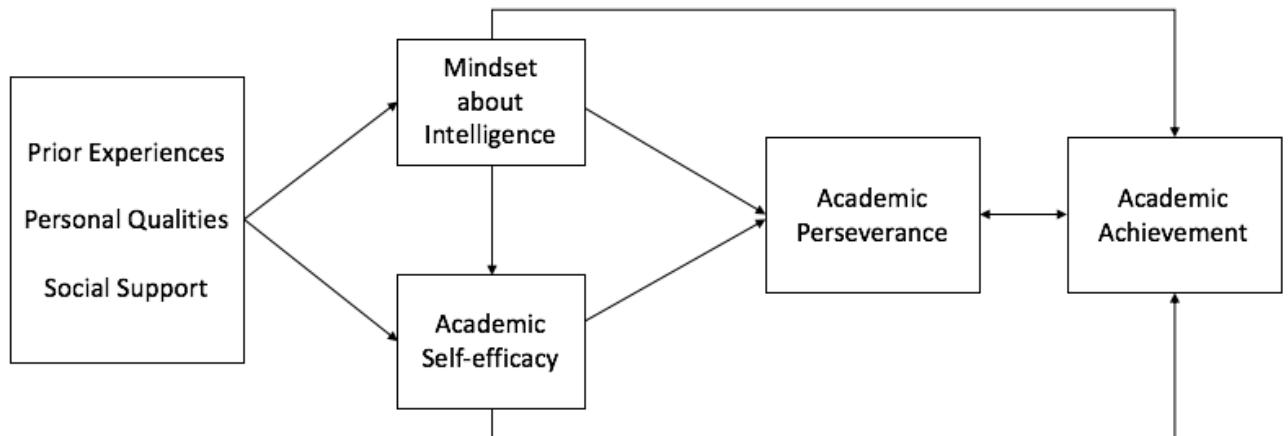 Prior Experiences
Personal Qualities
Social Support
Mindset
about
Intelligence
Academic
Self-efficacy
Academic
Perseverance
Academic
Achievement